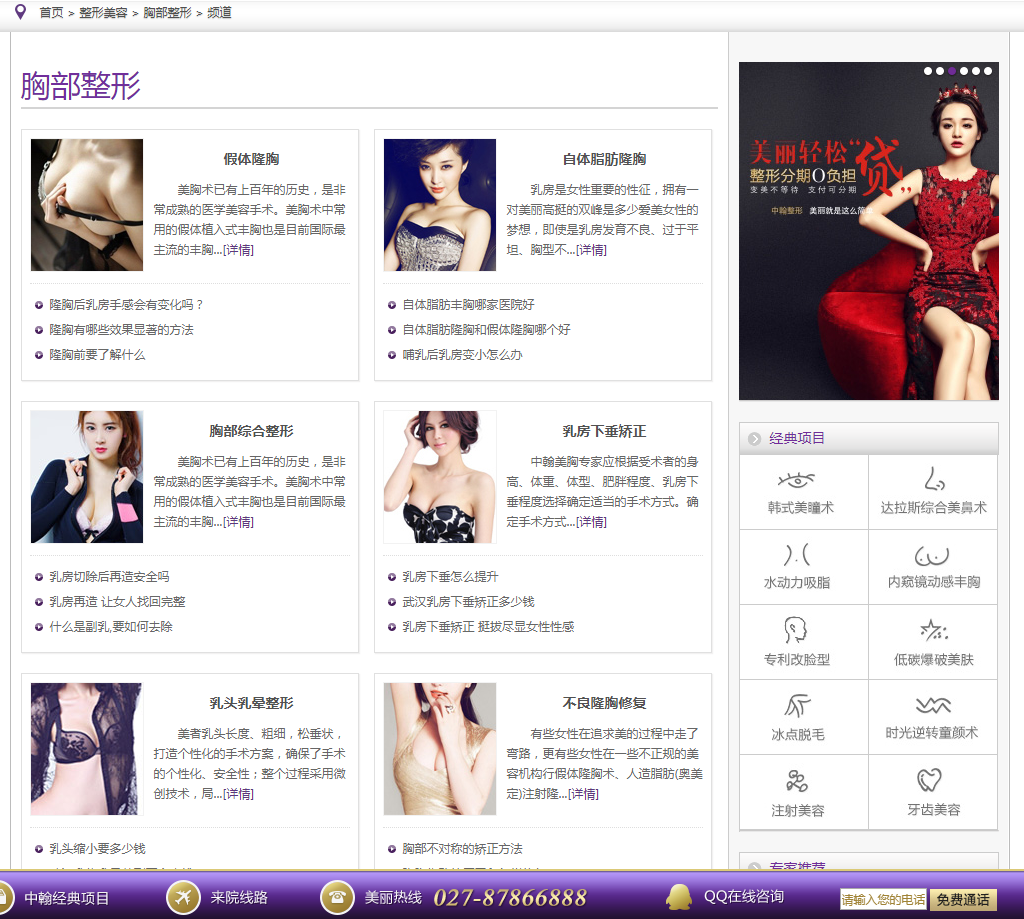 首页 > 整形美容 > 胸部整形 > 频道
胸部整形
假体隆胸
美胸术已有上百年的历史，是非
常成熟的医学美容手术。美胸术中常
用的假体植入式丰胸也是目前国际最
主流的丰胸...[详情]
隆胸后乳房手感会有变化吗？
隆胸有哪些效果显著的方法
隆胸前要了解什么
自体脂肪隆胸
乳房是女性重要的性征，拥有一
对美丽高挺的双峰是多少爱美女性的
梦想，即使是乳房发育不良、过于平
坦、胸型不...[详情]
自体脂肪丰胸哪家医院好
自体脂肪隆胸和假体隆胸哪个好
哺乳后乳房变小怎么办
胸部综合整形
美胸术已有上百年的历史，是非
常成熟的医学美容手术。美胸术中常
用的假体植入式丰胸也是目前国际最
主流的丰胸...[详情]
乳房切除后再造安全吗
乳房再造 让女人找回完整
什么是副乳,要如何去除
乳房下垂矫正
中翰美胸专家应根据受术者的身
高、体重、体型、肥胖程度、乳房下
垂程度选择确定适当的手术方式。确
定手术方式...[详情]
乳房下垂怎么提升
武汉乳房下垂矫正多少钱
乳房下垂矫正 挺拔尽显女性性感
乳头乳晕整形
美者乳头长度、粗细，松垂状，
打造个性化的手术方案，确保了手术
的个性化、安全性；整个过程采用微
创技术，局...[详情]
乳头缩小要多少钱
不良隆胸修复
有些女性在追求美的过程中走了
弯路，更有些女性在一些不正规的美
容机构行假体隆胸术、人造脂肪(奥美
定)注射隆...[详情]
胸部不对称的矫正方法
美丽轻松“贷”
整形分期0负担
变美不等待 支付可分期
中翰整形 美丽就是这么简单
经典项目
韩式美瞳术
达拉斯综合美鼻术
水动力吸脂
内窥镜动感丰胸
专利改脸型
低碳爆破美肤
冰点脱毛
时光逆转童颜术
注射美容
牙齿美容
专家推荐
中翰经典项目
来院线路
美丽热线 027-87866888
QQ在线咨询
请输入您的电话
免费通话